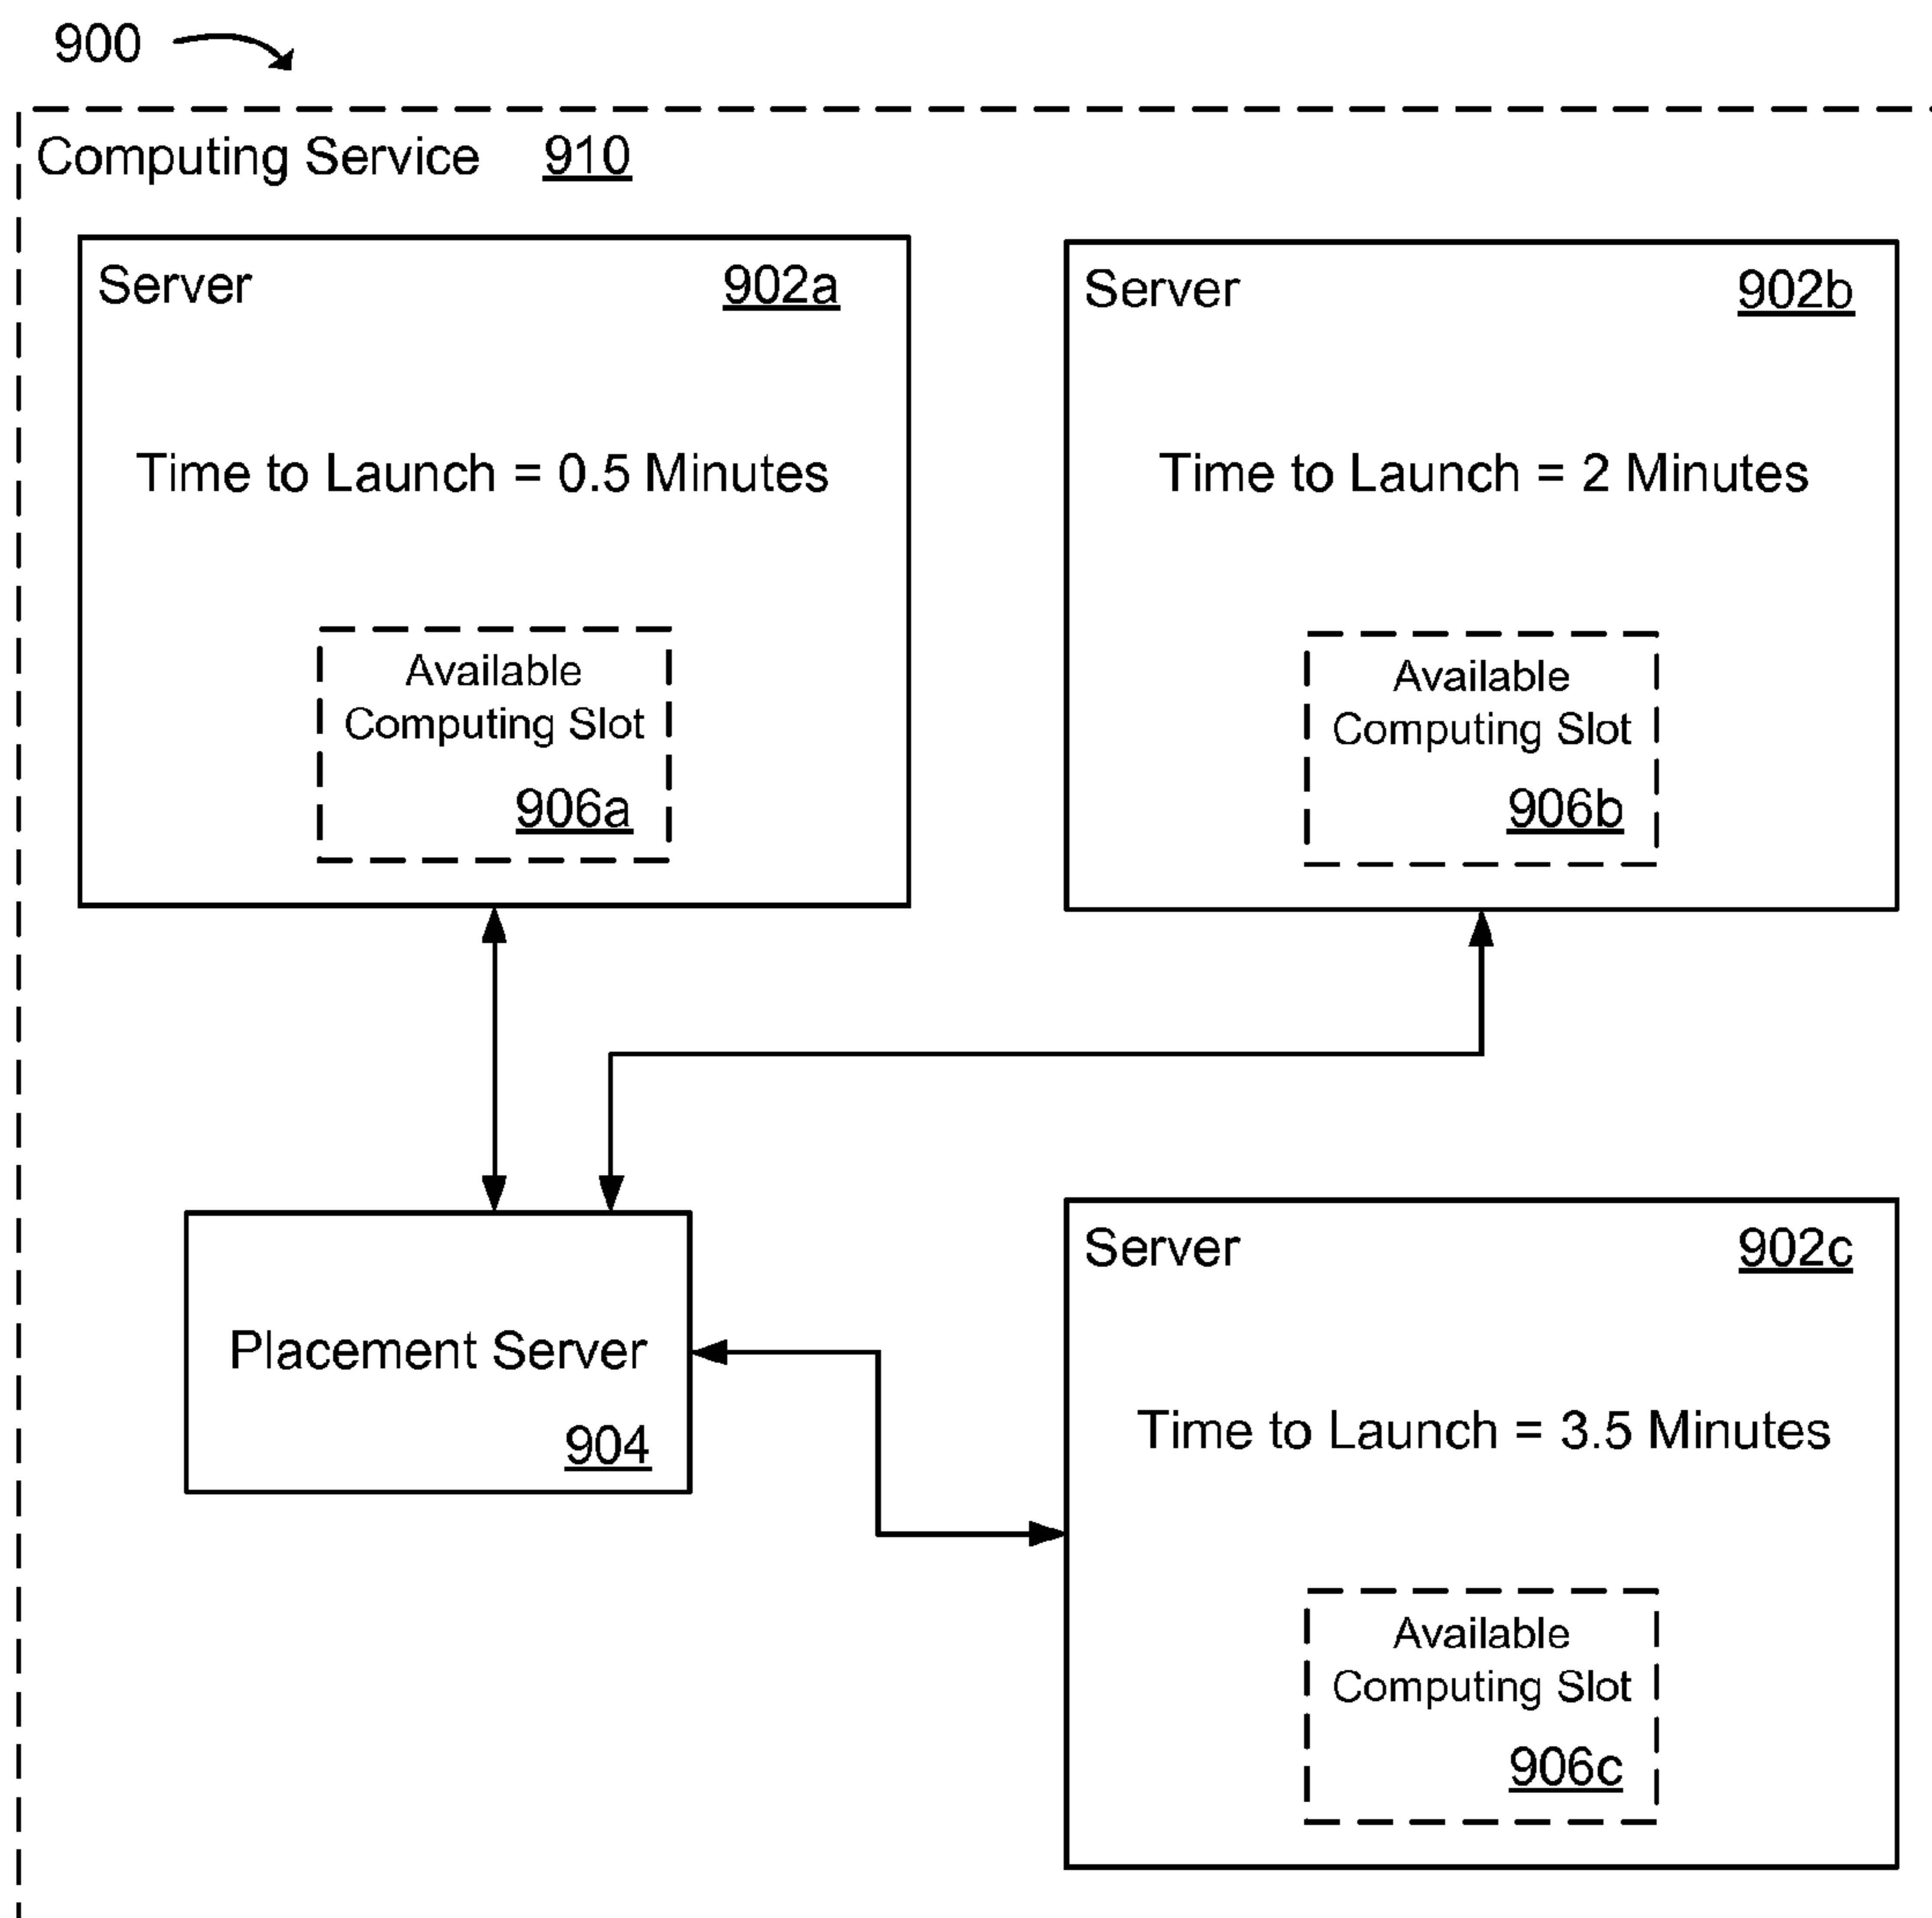 900
Computing Service 910
Server 902a
Time to Launch = 0.5 Minutes
Available
Computing Slot
906a
Server 902b
Time to Launch = 2 Minutes
Available
Computing Slot
906b
Placement Server
904
Server 902c
Time to Launch = 3.5 Minutes
Available
Computing Slot
906c